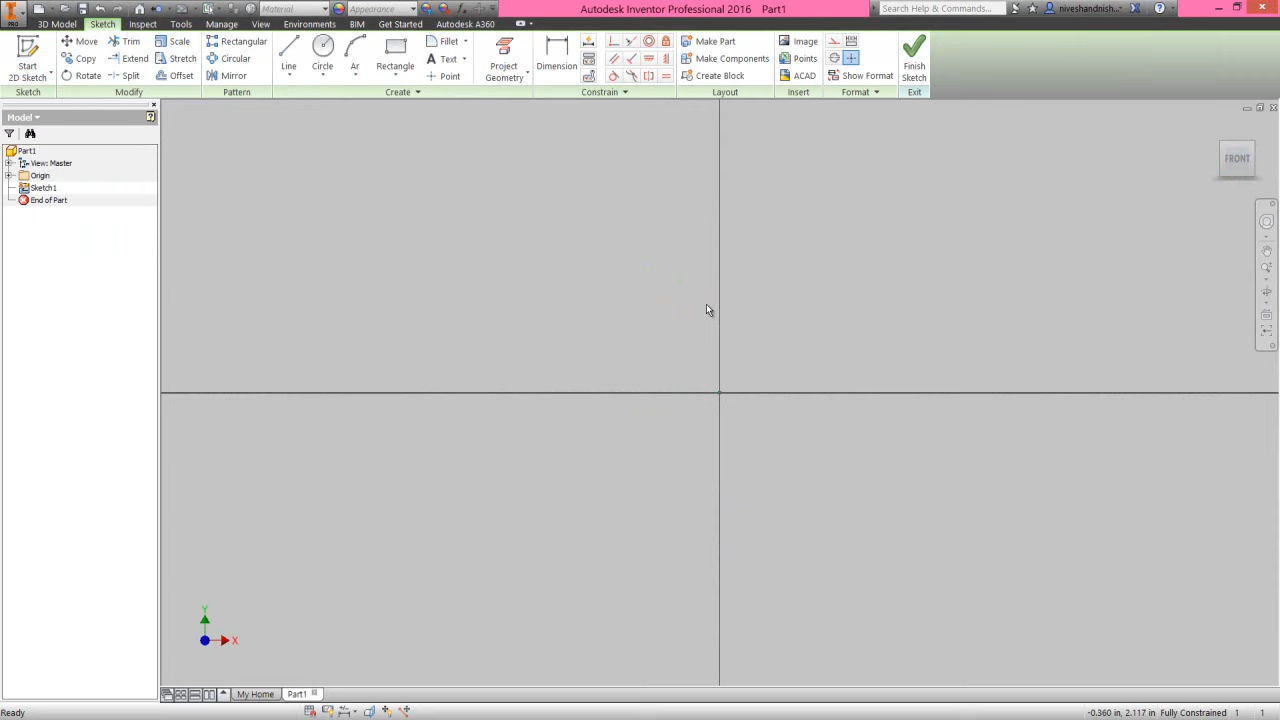 Material
Appearance
Autodesk Inventor Professional 2016 Part1
Search Help & Commands...
niveshandnish...
PRO
3D Model Sketch Inspect Tools Manage View Environments BIM Get Started Autodesk A360
Start
2D Sketch
Move Trim Scale
Stretch
Rotate Split Offset
Rectangular
Circular
Mirror
Line Circle Rectangle
Fillet
Text
Point
Project
Geometry
Dimension
Make Part
Make Components
Create Block
Image
Points
ACAD
Show Format
Finish
Sketch
Sketch Modify Pattern Create Constrain Layout Insert Format Exit
Model
Part1
View: Master
Origin
Sketch1
End of Part
FRONT
Y
X
My Home Part1
Ready
-0.360 in, 2.117 in Fully Constrained 1 1